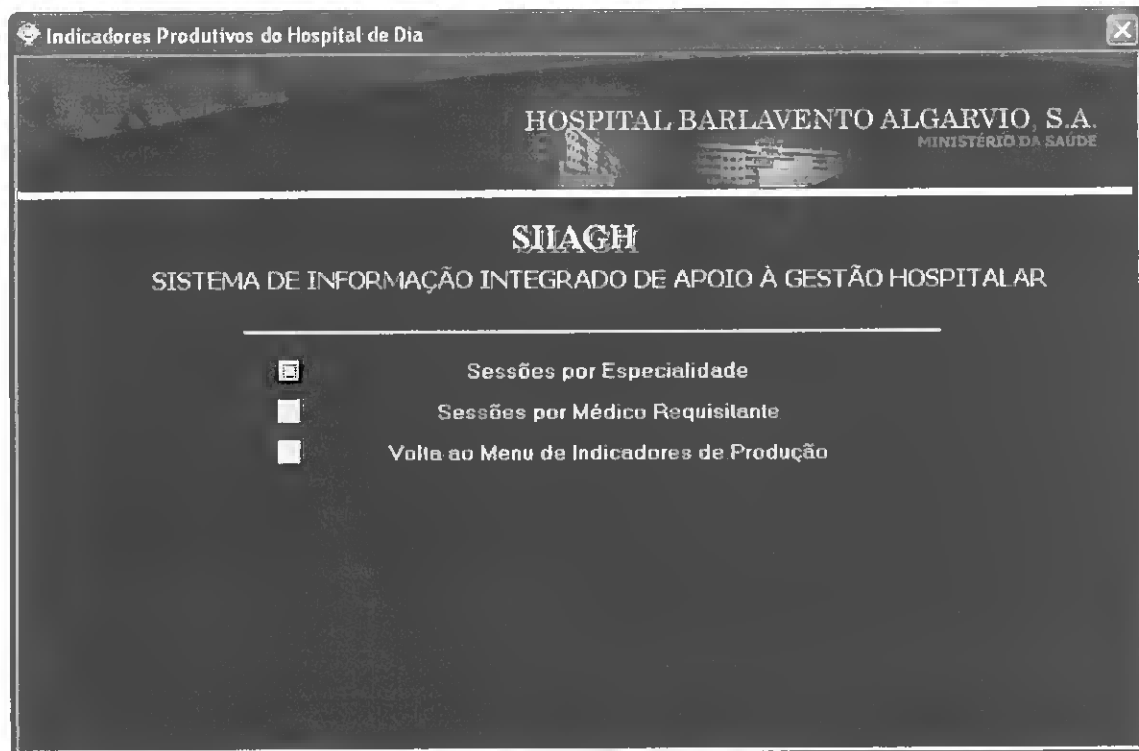 Indicadores Produtivos do Hospital de Dia
HOSPITAL BARLAVENTO ALGARVIO, S.A.
MINISTÉRIO DA SAÚDE
SIIAGH
SISTEMA DE INFORMAÇÃO INTEGRADO DE APOIO À GESTÃO HOSPITALAR
Sessões por Especialidade
Sessões por Médico Requisitante
Volta ao Menu de Indicadores de Produção